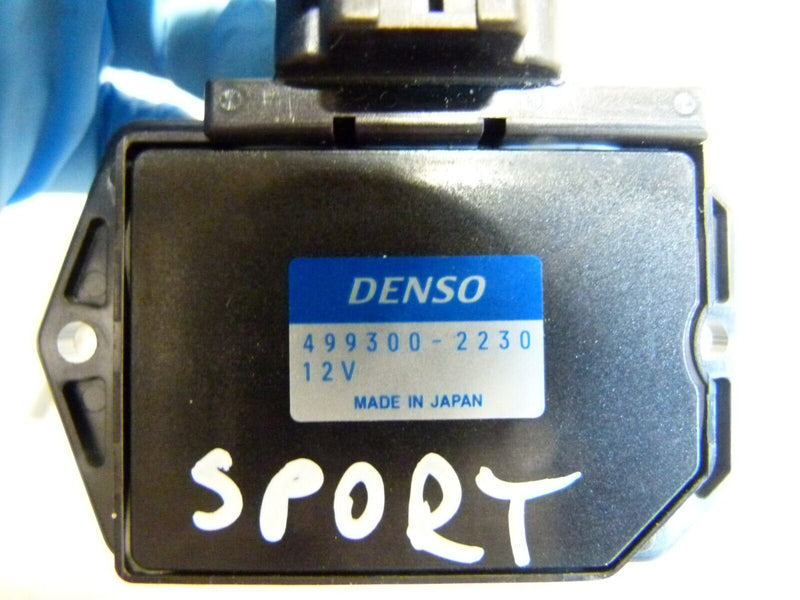 DENSO
499300-2230
12V
MADE IN JAPAN
SPORT